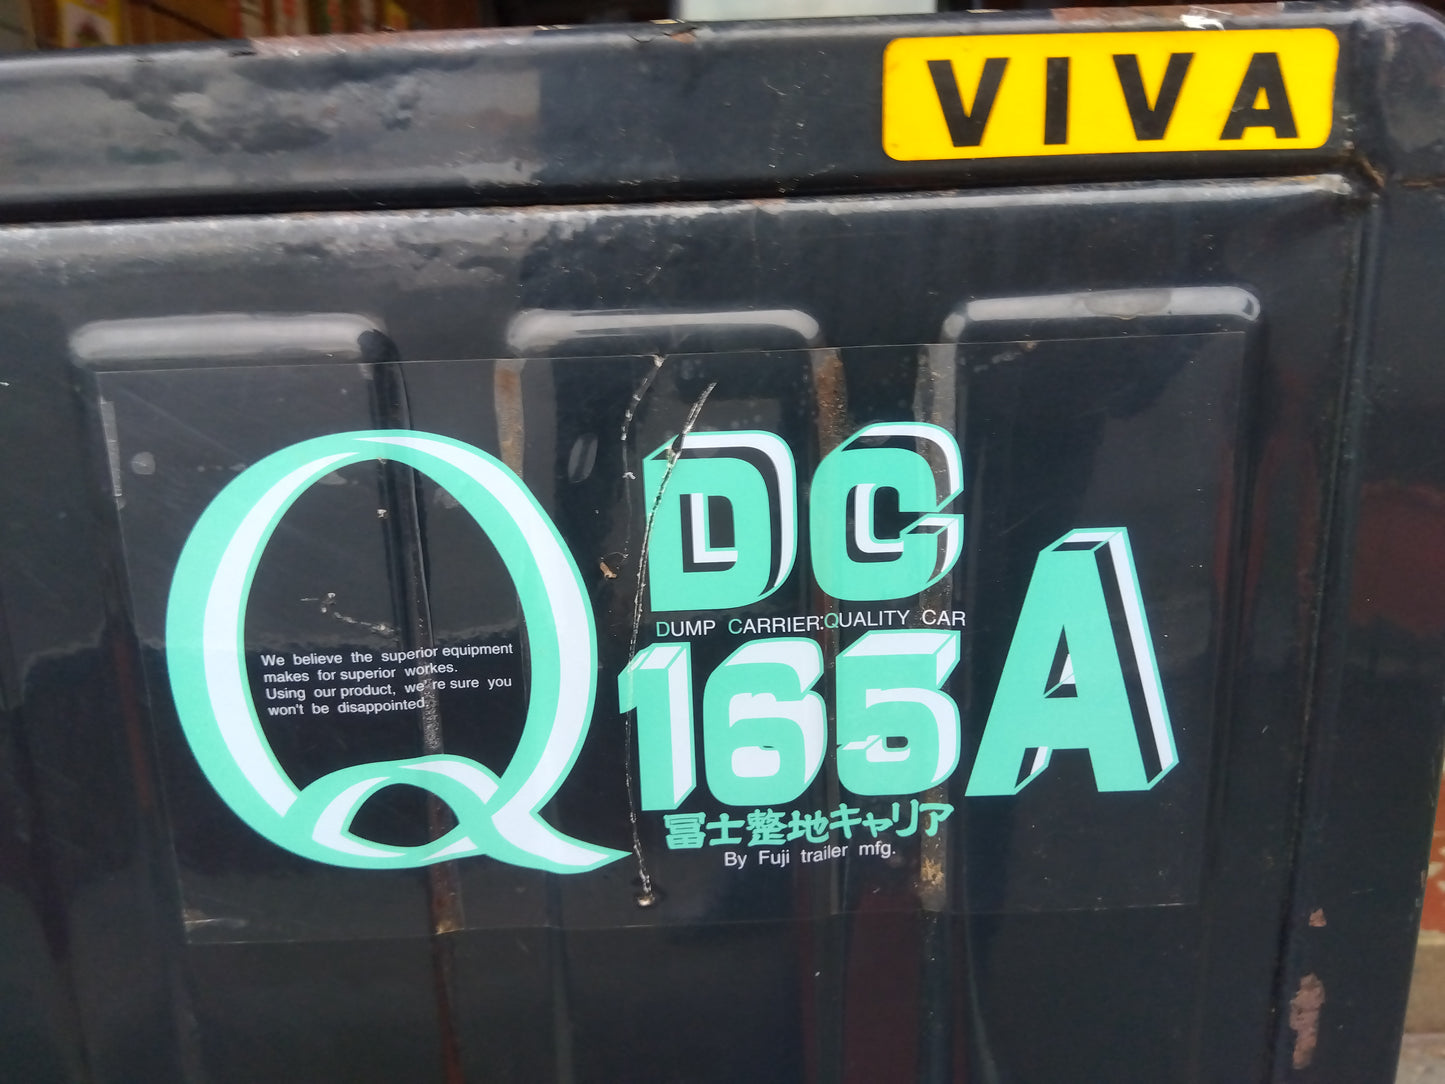 VIVA
Q
DC
DUMP CARRIER:QUALITY CAR
165
A
We believe the superior equipment
makes for superior workes.
Using our product, we're sure you
won't be disappointed.
冨士整地キャリア
By Fuji trailer mfg.